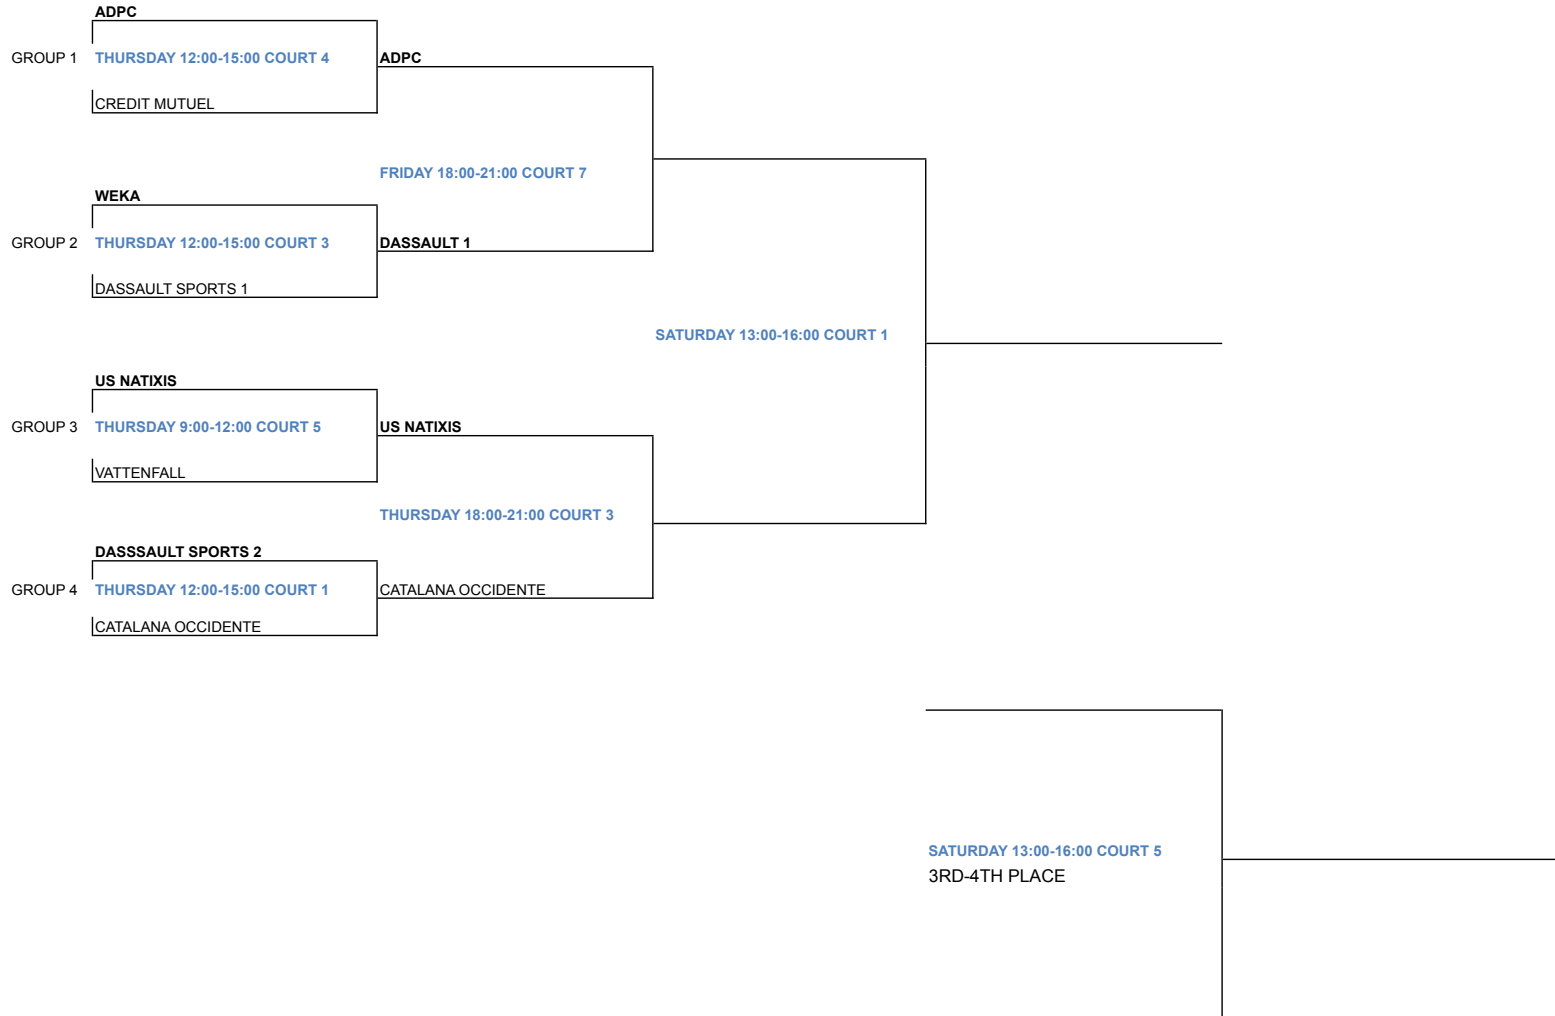 ADPC
GROUP 1 THURSDAY 12:00-15:00 COURT 4 ADPC
CREDIT MUTUEL
FRIDAY 18:00-21:00 COURT 7
WEKA
GROUP 2 THURSDAY 12:00-15:00 COURT 3 DASSAULT 1
DASSAULT SPORTS 1
SATURDAY 13:00-16:00 COURT 1
US NATIXIS
GROUP 3 THURSDAY 9:00-12:00 COURT 5 US NATIXIS
VATTENFALL
THURSDAY 18:00-21:00 COURT 3
DASSSAULT SPORTS 2
GROUP 4 THURSDAY 12:00-15:00 COURT 1 CATALANA OCCIDENTE
CATALANA OCCIDENTE
SATURDAY 13:00-16:00 COURT 5
3RD-4TH PLACE